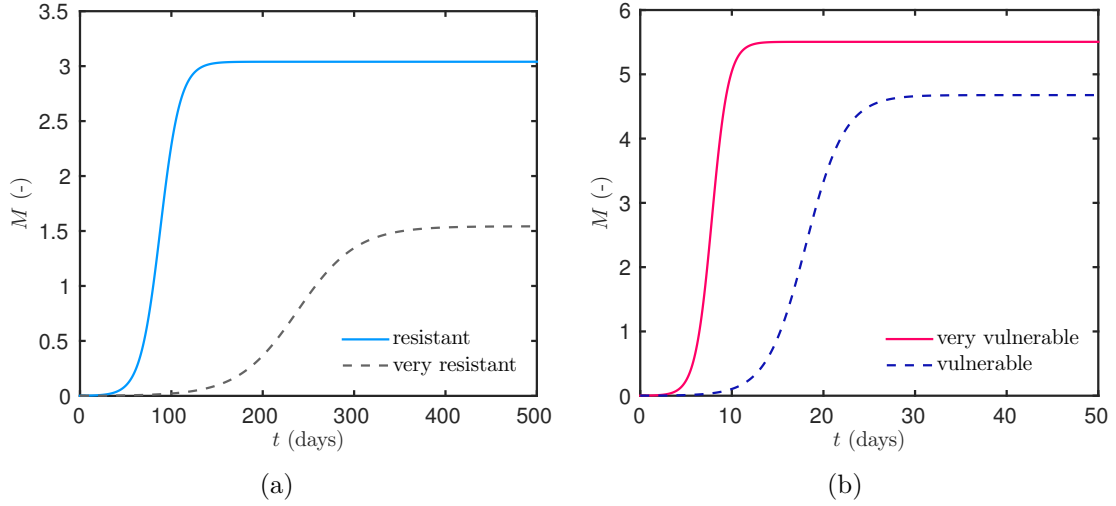 3.5
3
2.5
2
1.5
1
0.5
0
M (-)
0 100 200 300 400 500
t (days)
resistant
very resistant
(a)
6
5
4
3
2
1
0
M (-)
0 10 20 30 40 50
t (days)
very vulnerable
vulnerable
(b)